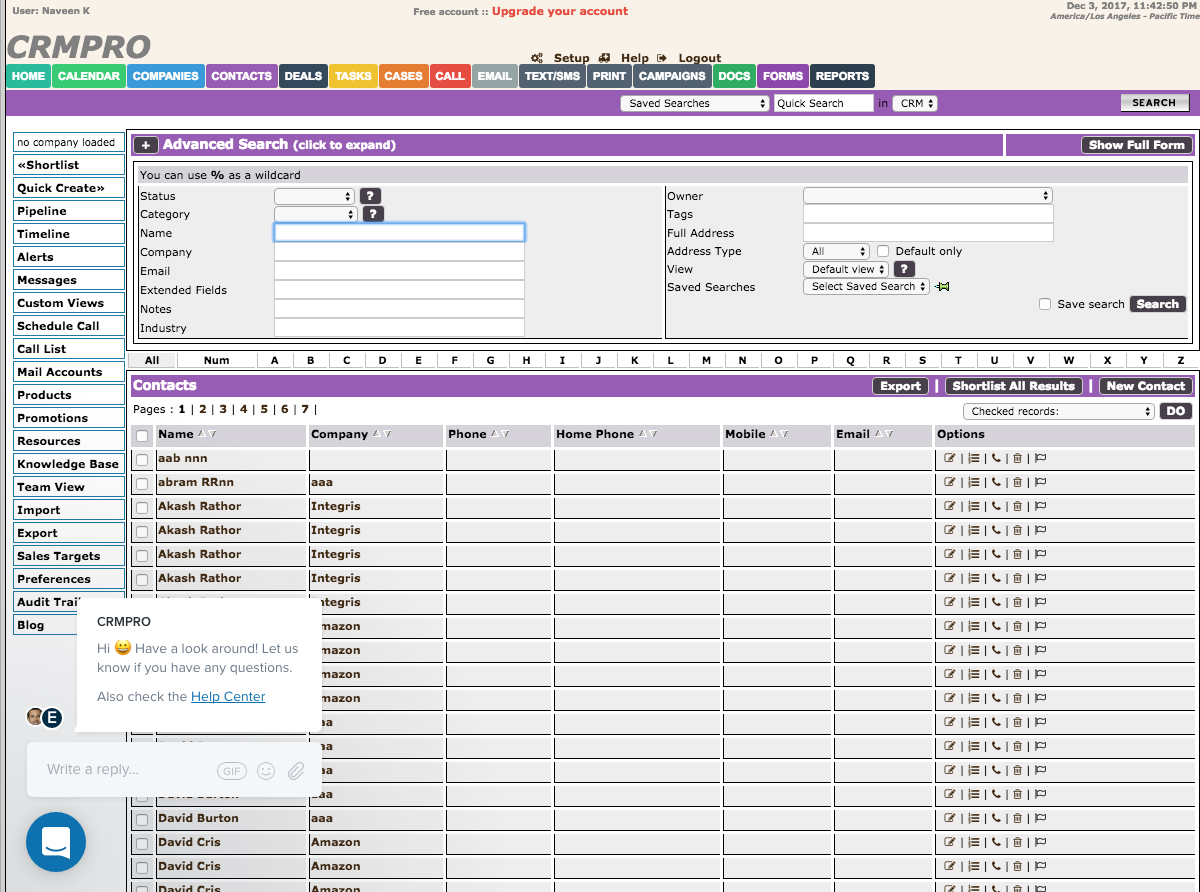 User: Naveen K
Free account :: Upgrade your account
Dec 3, 2017, 11:42:50 PM
America/Los Angeles - Pacific Time
CRMPRO
Setup Help Logout
HOME CALENDAR COMPANIES CONTACTS DEALS TASKS CASES CALL EMAIL TEXT/SMS PRINT CAMPAIGNS DOCS FORMS REPORTS
Saved Searches Quick Search in CRM SEARCH
no company loaded
«Shortlist
Quick Create»
Pipeline
Timeline
Alerts
Messages
Custom Views
Schedule Call
Call List
Mail Accounts
Products
Promotions
Resources
Knowledge Base
Team View
Import
Export
Sales Targets
Preferences
Audit Trail
Blog
+ Advanced Search (click to expand) Show Full Form
You can use % as a wildcard
Status ?
Category ?
Name
Company
Email
Extended Fields
Notes
Industry
Owner
Tags
Full Address
Address Type All Default only
View Default view ?
Saved Searches Select Saved Search
Save search Search
All Num A B C D E F G H I J K L M N O P Q R S T U V W X Y Z
Contacts Export | Shortlist All Results | New Contact
Pages : 1 | 2 | 3 | 4 | 5 | 6 | 7 |
Checked records: DO
Name Company Phone Home Phone Mobile Email Options
aab nnn | | | |
abram RRnn aaa | | | |
Akash Rathor Integris | | | |
Akash Rathor Integris | | | |
Akash Rathor Integris | | | |
Akash Rathor Integris | | | |
ntegris | | | |
mazon | | | |
mazon | | | |
mazon | | | |
mazon | | | |
aa | | | |
aa | | | |
aa | | | |
David Burton aaa | | | |
David Burton aaa | | | |
David Cris Amazon | | | |
David Cris Amazon | | | |
David Cris Amazon | | | |
CRMPRO
Hi 😀 Have a look around! Let us
know if you have any questions.
Also check the Help Center
E
Write a reply...
GIF